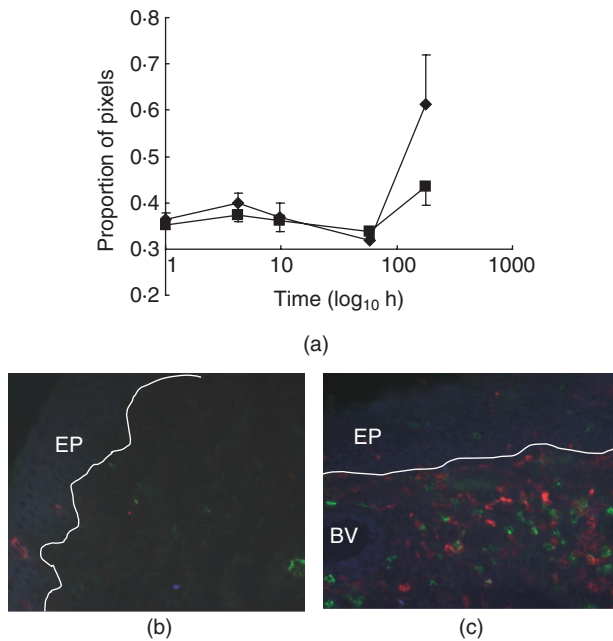 0·8
0·7
0·6
0·5
0·4
0·3
0·2
Proportion of pixels
1 10 100 1000
Time (log₁₀ h)
(a)
EP
EP
BV
(b) (c)